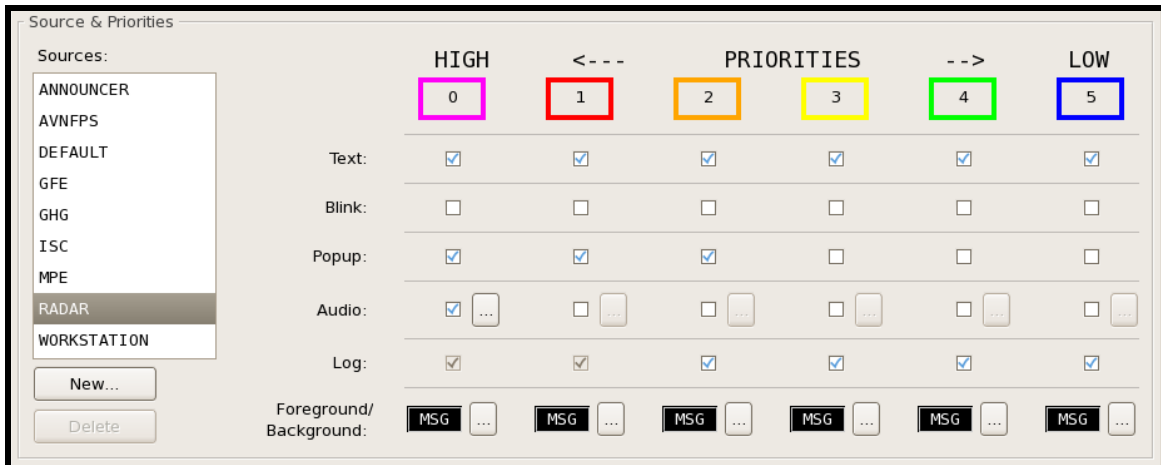 Source & Priorities
Sources:
HIGH <--- PRIORITIES --> LOW
ANNOUNCER
0 1 2 3 4 5
AVNFPS
DEFAULT
Text:
GFE
GHG
Blink:
ISC
Popup:
MPE
RADAR
Audio: ... ... ... ... ... ...
WORKSTATION
Log:
New...
Foreground/
Background: MSG ... MSG ... MSG ... MSG ... MSG ... MSG ...
Delete